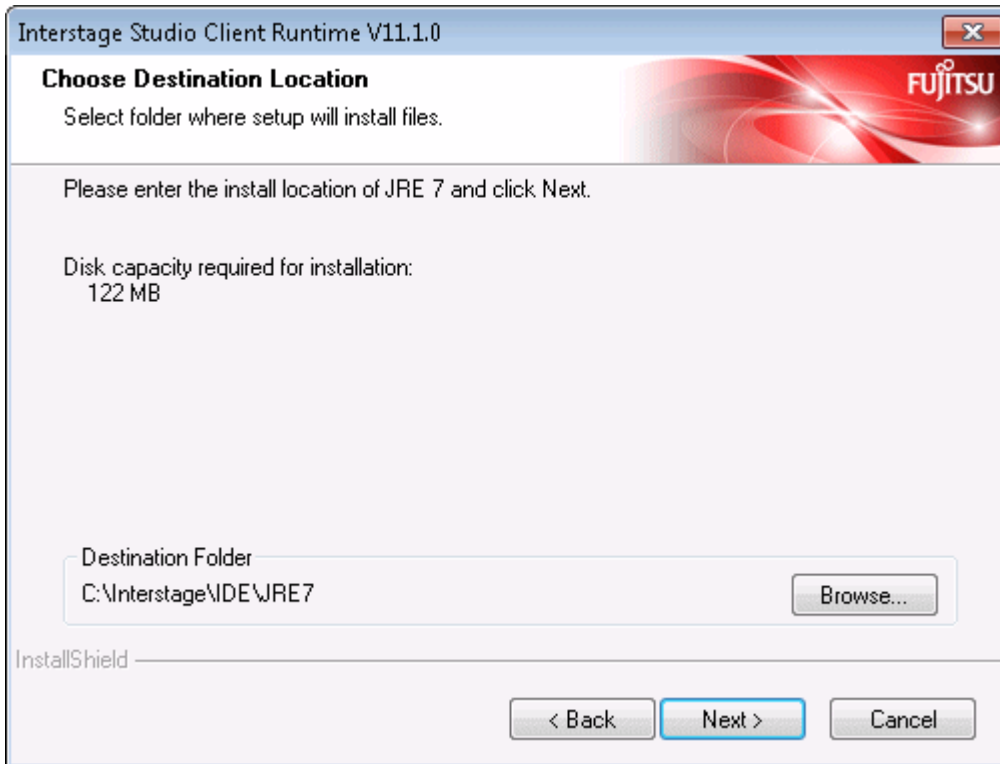 Interstage Studio Client Runtime V11.1.0
Choose Destination Location
Select folder where setup will install files.
FUJITSU
Please enter the install location of JRE 7 and click Next.
Disk capacity required for installation:
122 MB
Destination Folder
C:\Interstage\IDE\JRE7
Browse...
InstallShield
< Back
Next >
Cancel